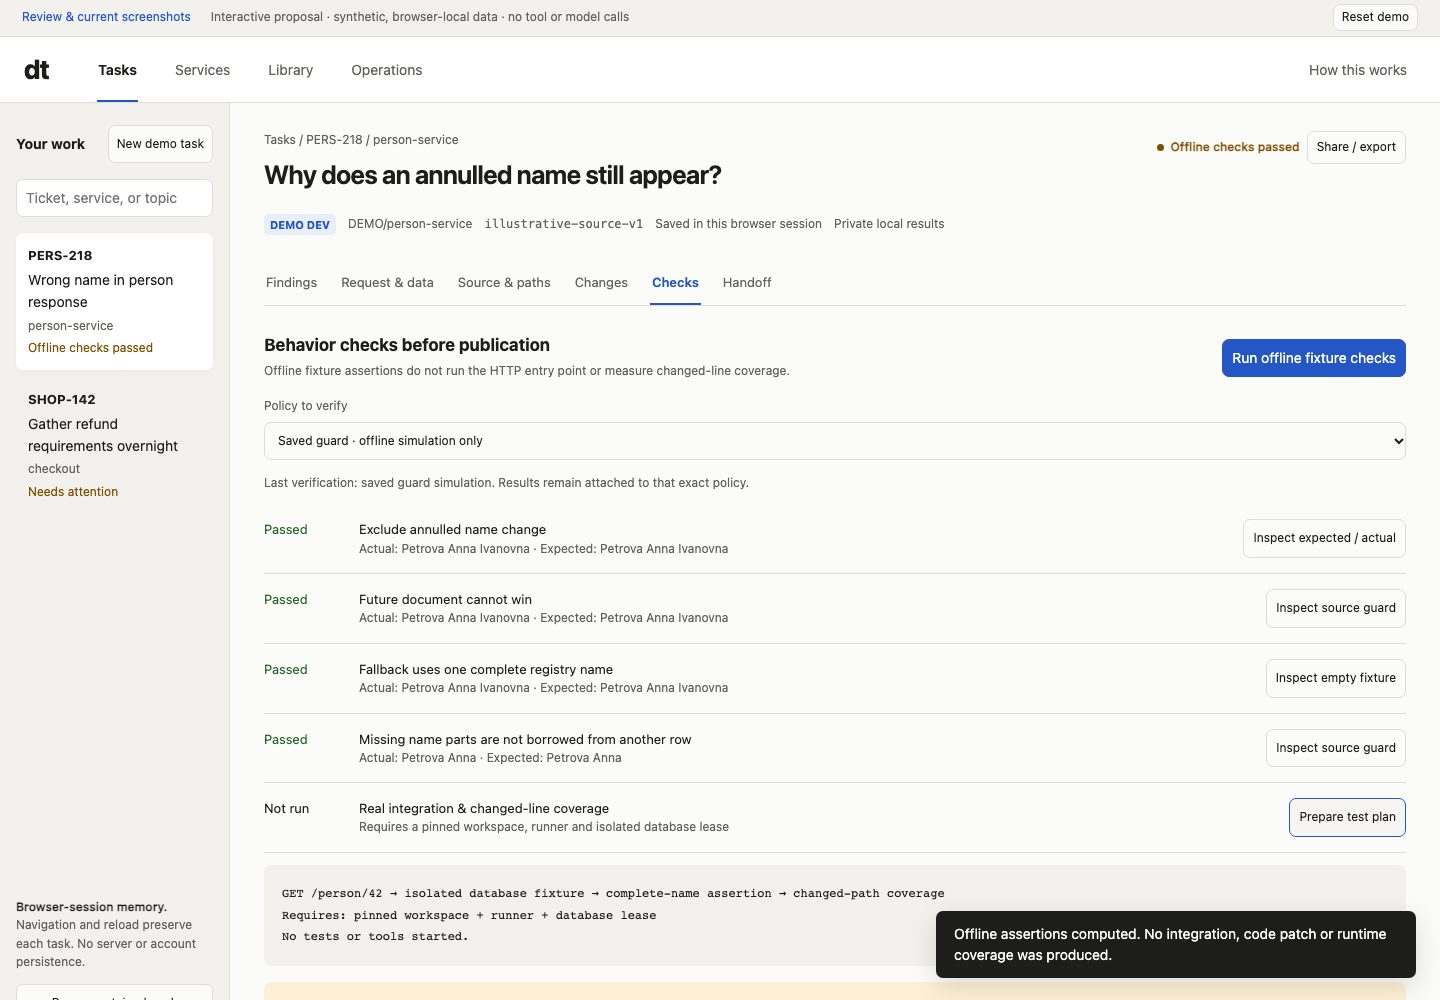 Review & current screenshots
Interactive proposal · synthetic, browser-local data · no tool or model calls
Reset demo
dt
Tasks
Services
Library
Operations
How this works
Your work
New demo task
Ticket, service, or topic
PERS-218
Wrong name in person
response
person-service
Offline checks passed
SHOP-142
Gather refund
requirements overnight
checkout
Needs attention
Browser-session memory.
Navigation and reload preserve
each task. No server or account
persistence.
Tasks / PERS-218 / person-service
Offline checks passed
Share / export
Why does an annulled name still appear?
DEMO DEV
DEMO/person-service
illustrative-source-v1
Saved in this browser session
Private local results
Findings
Request & data
Source & paths
Changes
Checks
Handoff
Behavior checks before publication
Offline fixture assertions do not run the HTTP entry point or measure changed-line coverage.
Run offline fixture checks
Policy to verify
Saved guard · offline simulation only
Last verification: saved guard simulation. Results remain attached to that exact policy.
Passed
Exclude annulled name change
Actual: Petrova Anna Ivanovna · Expected: Petrova Anna Ivanovna
Inspect expected / actual
Passed
Future document cannot win
Actual: Petrova Anna Ivanovna · Expected: Petrova Anna Ivanovna
Inspect source guard
Passed
Fallback uses one complete registry name
Actual: Petrova Anna Ivanovna · Expected: Petrova Anna Ivanovna
Inspect empty fixture
Passed
Missing name parts are not borrowed from another row
Actual: Petrova Anna · Expected: Petrova Anna
Inspect source guard
Not run
Real integration & changed-line coverage
Requires a pinned workspace, runner and isolated database lease
Prepare test plan
GET /person/42 → isolated database fixture → complete-name assertion → changed-path coverage
Requires: pinned workspace + runner + database lease
No tests or tools started.
Offline assertions computed. No integration, code patch or runtime
coverage was produced.